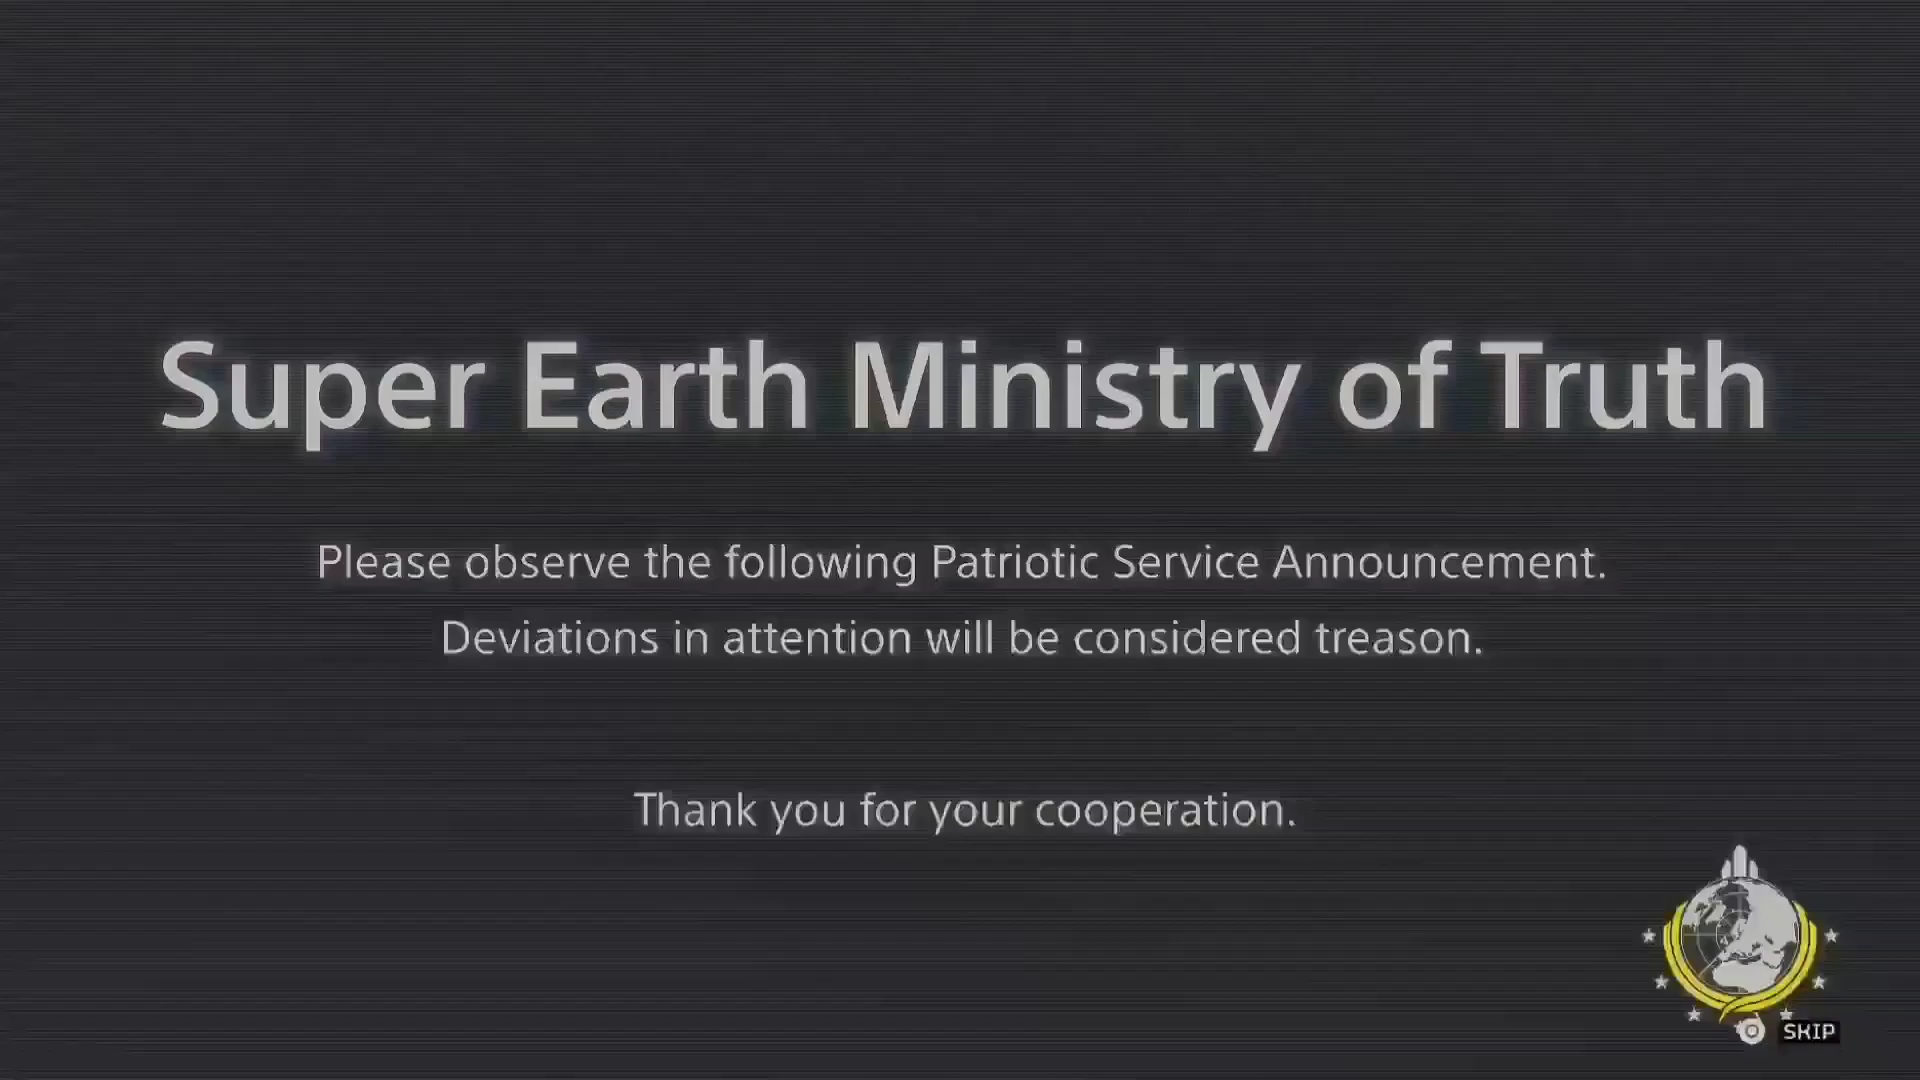 Super Earth Ministry of Truth
Please observe the following Patriotic Service Announcement.
Deviations in attention will be considered treason.
Thank you for your cooperation.
SKIP